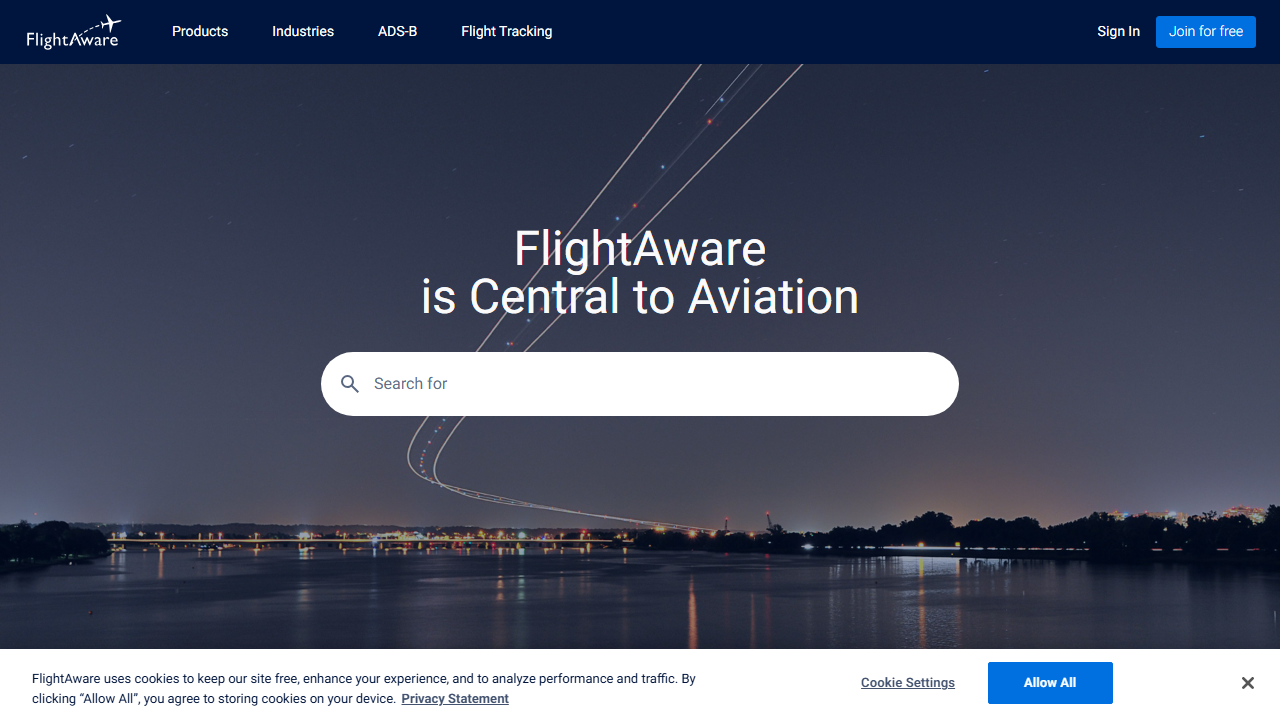 FlightAware
Products
Industries
ADS-B
Flight Tracking
Sign In
Join for free
FlightAware
is Central to Aviation
Search for
FlightAware uses cookies to keep our site free, enhance your experience, and to analyze performance and traffic. By
clicking “Allow All”, you agree to storing cookies on your device. Privacy Statement
Cookie Settings
Allow All